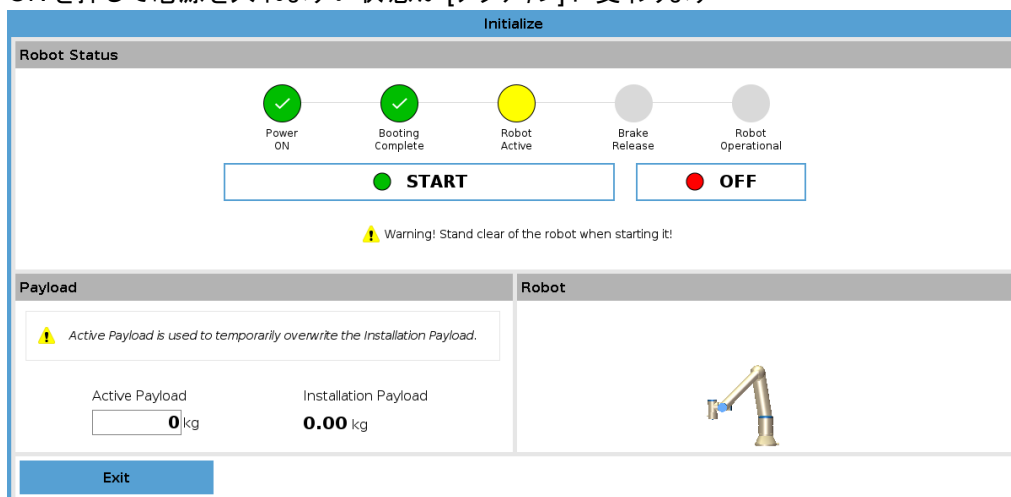 Initialize
Robot Status
Power
ON
Booting
Complete
Robot
Active
Brake
Release
Robot
Operational
START
OFF
Warning! Stand clear of the robot when starting it!
Payload
Robot
Active Payload is used to temporarily overwrite the Installation Payload.
Active Payload
Installation Payload
0 kg
0.00 kg
Exit